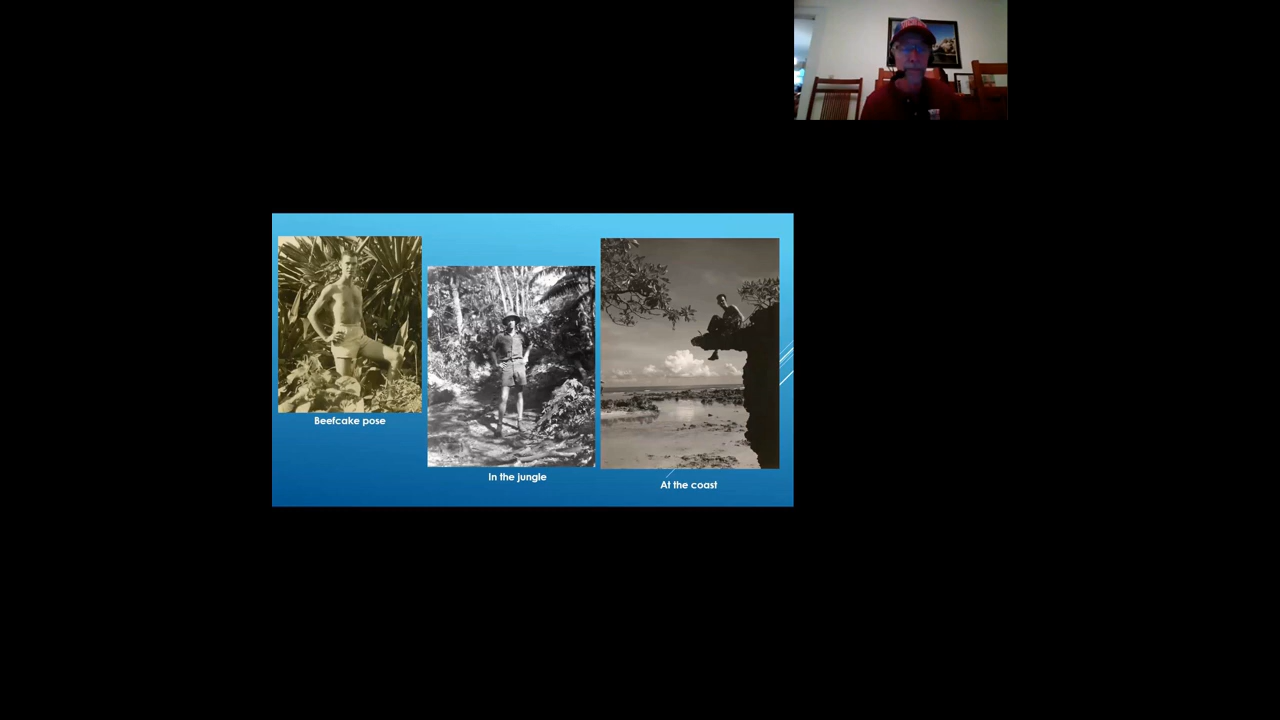 Beefcake pose
In the jungle
At the coast